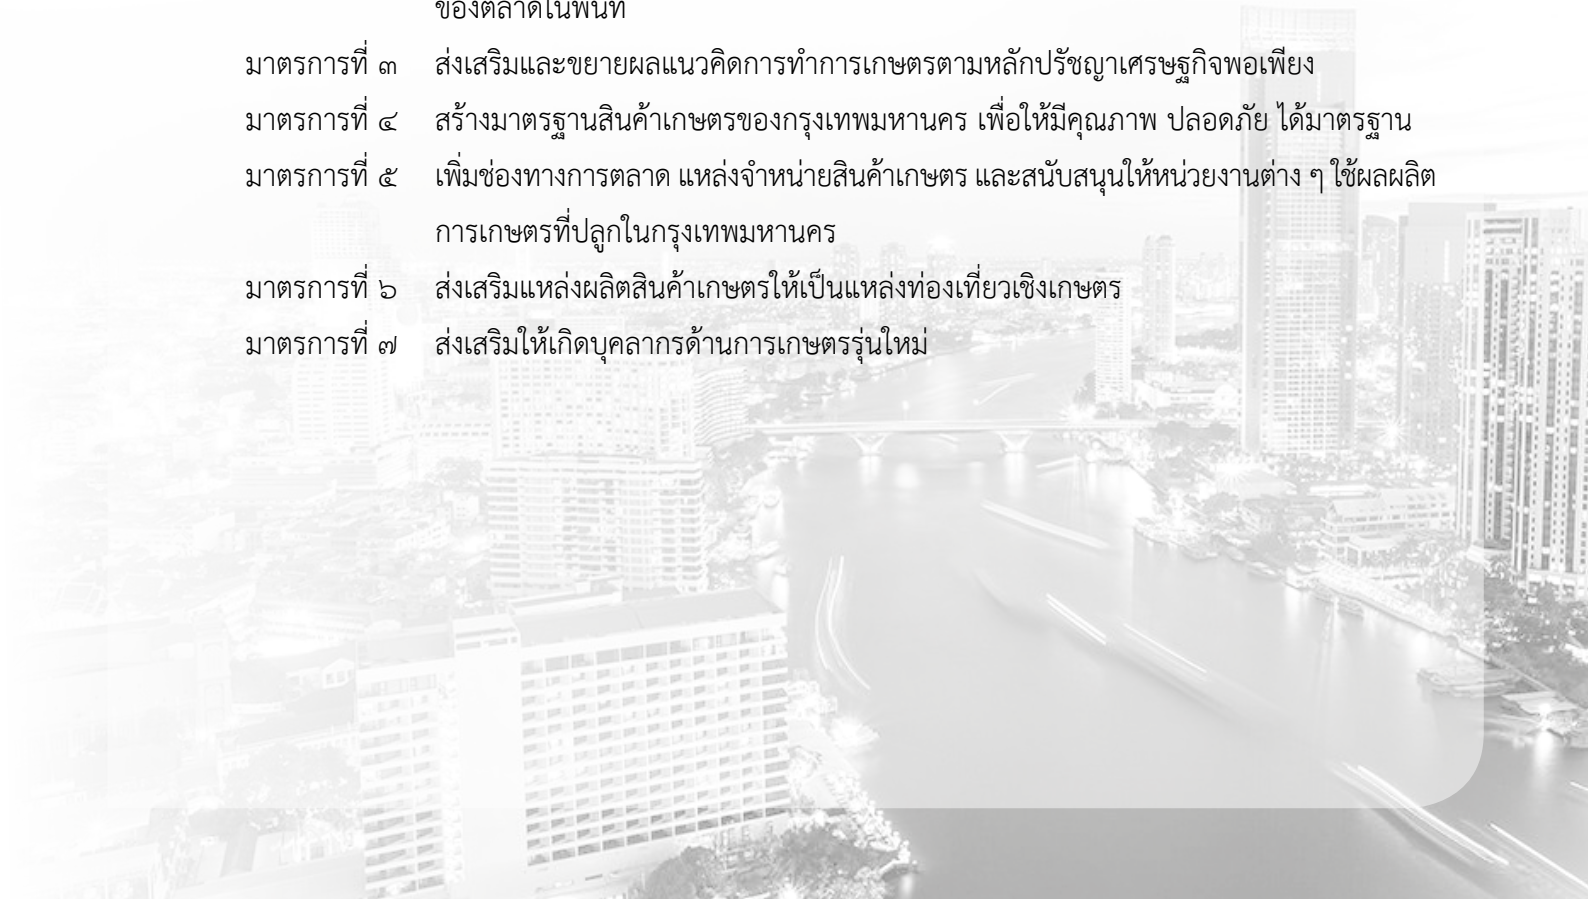 ของตลาดในพื้นที่
มาตรการที่ ๓ ส่งเสริมและขยายผลแนวคิดการทำการเกษตรตามหลักปรัชญาเศรษฐกิจพอเพียง
มาตรการที่ ๔ สร้างมาตรฐานสินค้าเกษตรของกรุงเทพมหานคร เพื่อให้มีคุณภาพ ปลอดภัย ได้มาตรฐาน
มาตรการที่ ๕ เพิ่มช่องทางการตลาด แหล่งจำหน่ายสินค้าเกษตร และสนับสนุนให้หน่วยงานต่าง ๆ ใช้ผลผลิต
การเกษตรที่ปลูกในกรุงเทพมหานคร
มาตรการที่ ๖ ส่งเสริมแหล่งผลิตสินค้าเกษตรให้เป็นแหล่งท่องเที่ยวเชิงเกษตร
มาตรการที่ ๗ ส่งเสริมให้เกิดบุคลากรด้านการเกษตรรุ่นใหม่